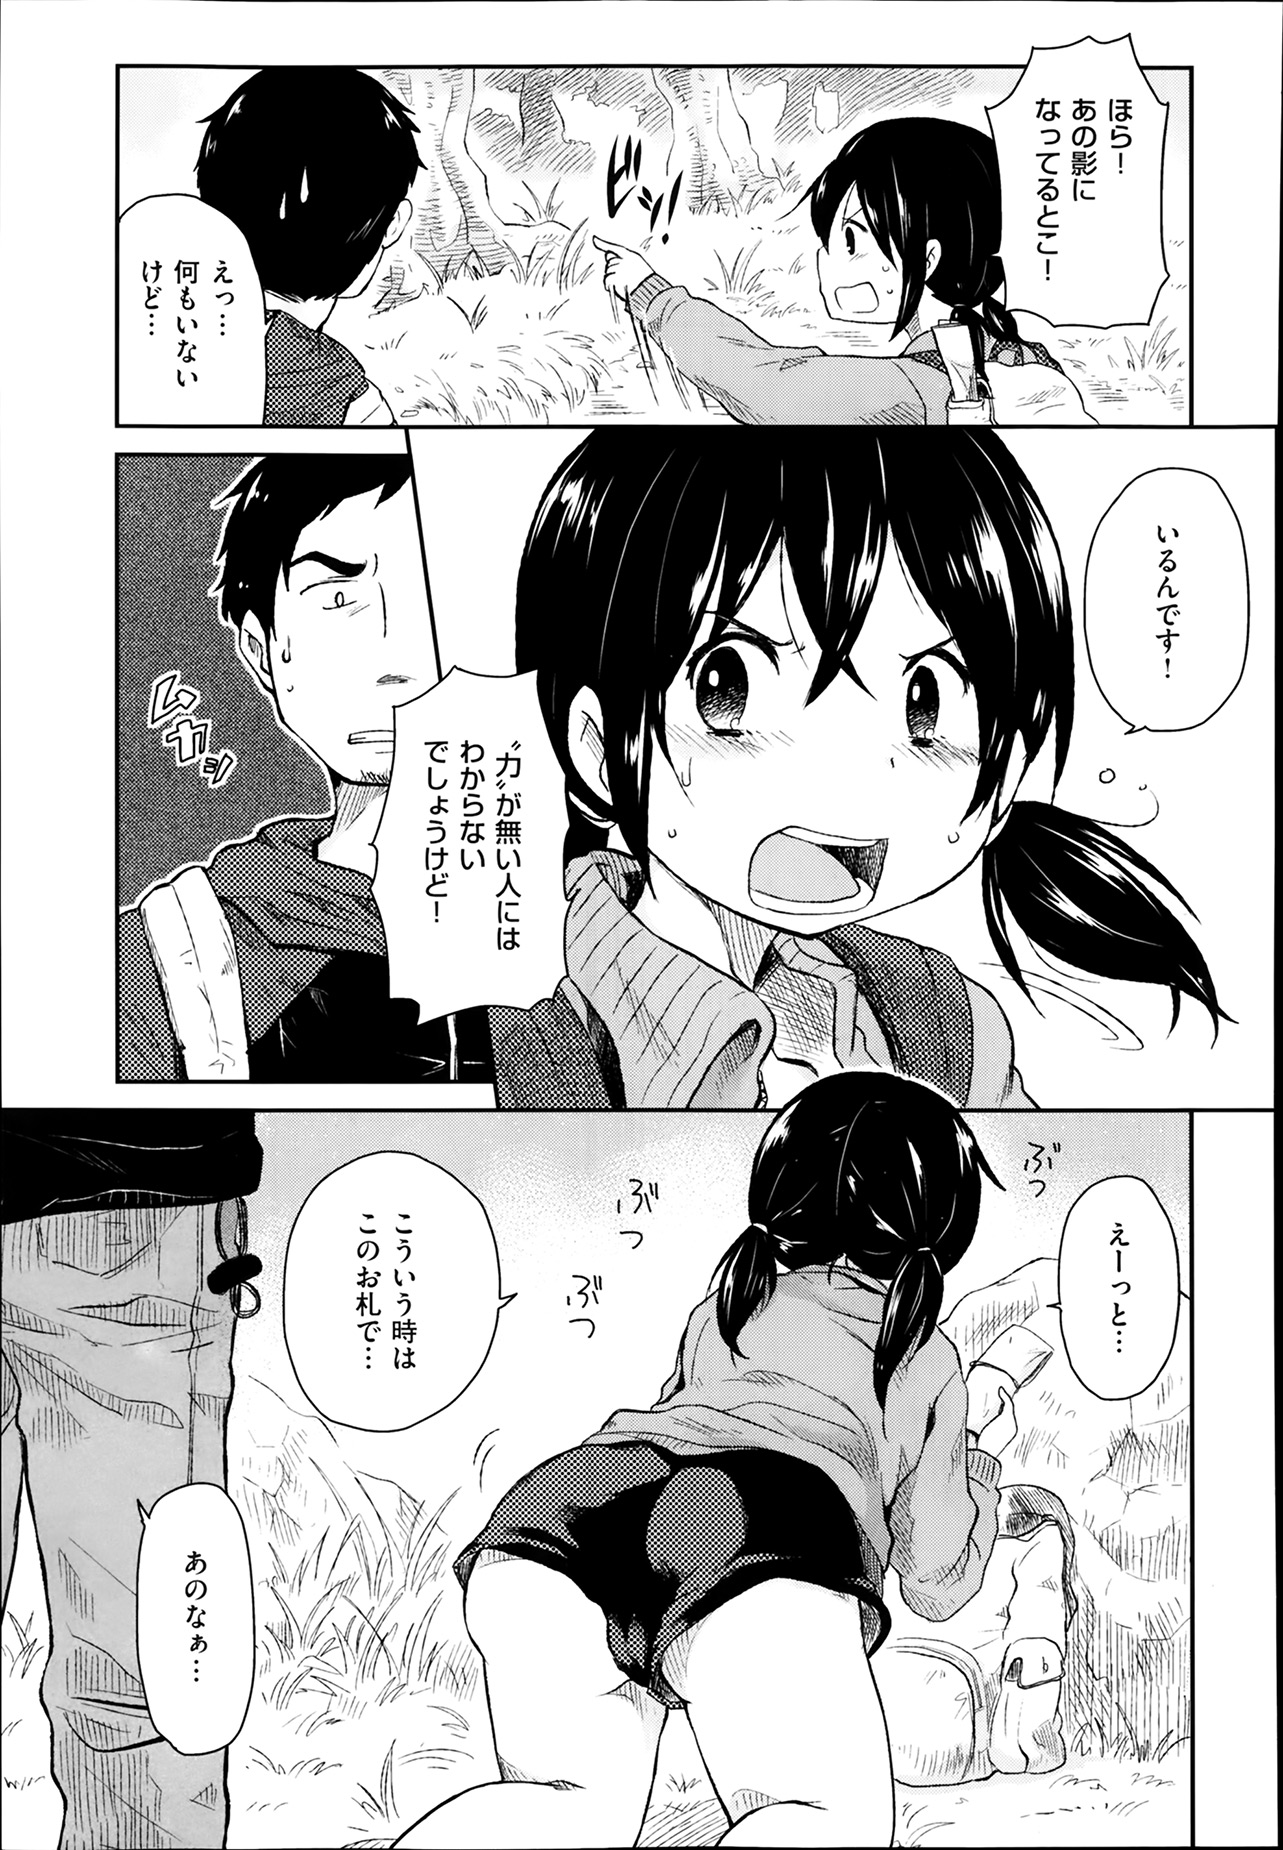 ほら！
あの影に
なってるとこ！
ビシッ！
えっ…
何もいない
けど…
いるんです！
〝力〟が無い人には
わからない
でしょうけど！
ムカッ
えーっと…
ぶつ
ぶつ
ぶつ
こういう時は
このお札で…
あのなぁ…